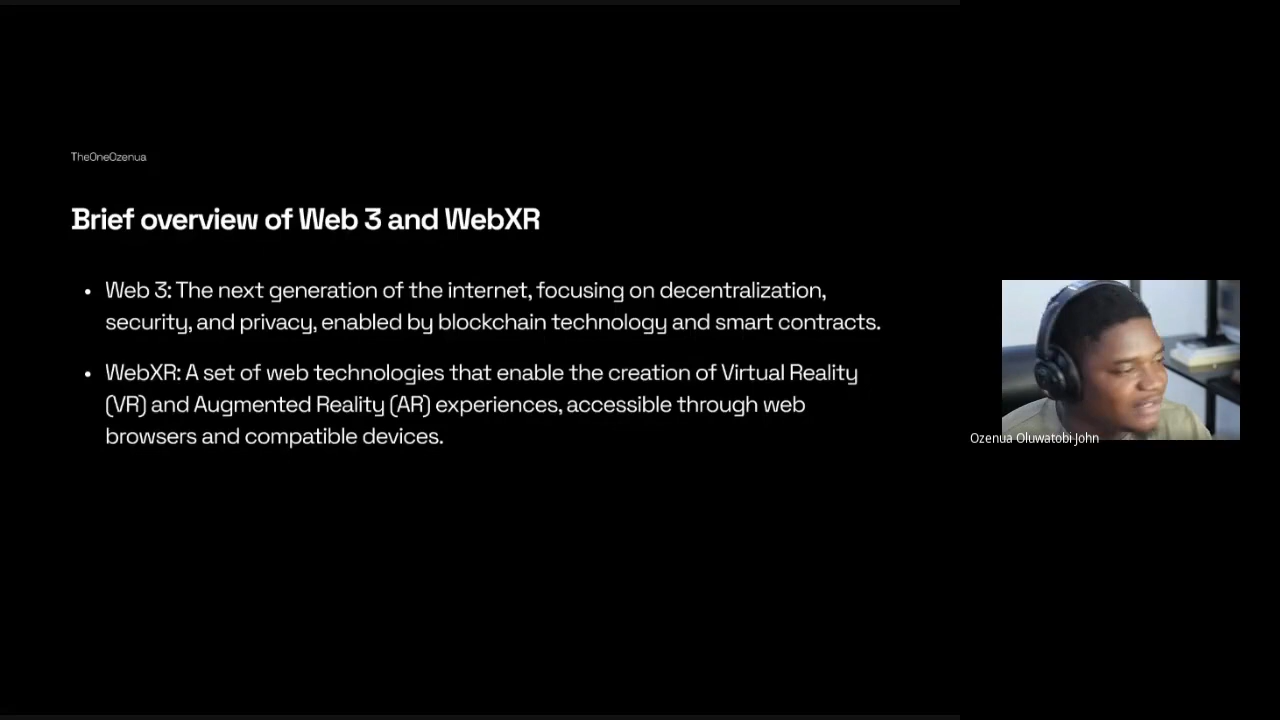 TheOneOzenua
Brief overview of Web 3 and WebXR
• Web 3: The next generation of the internet, focusing on decentralization,
security, and privacy, enabled by blockchain technology and smart contracts.
• WebXR: A set of web technologies that enable the creation of Virtual Reality
(VR) and Augmented Reality (AR) experiences, accessible through web
browsers and compatible devices.
Ozenua Oluwatobi John